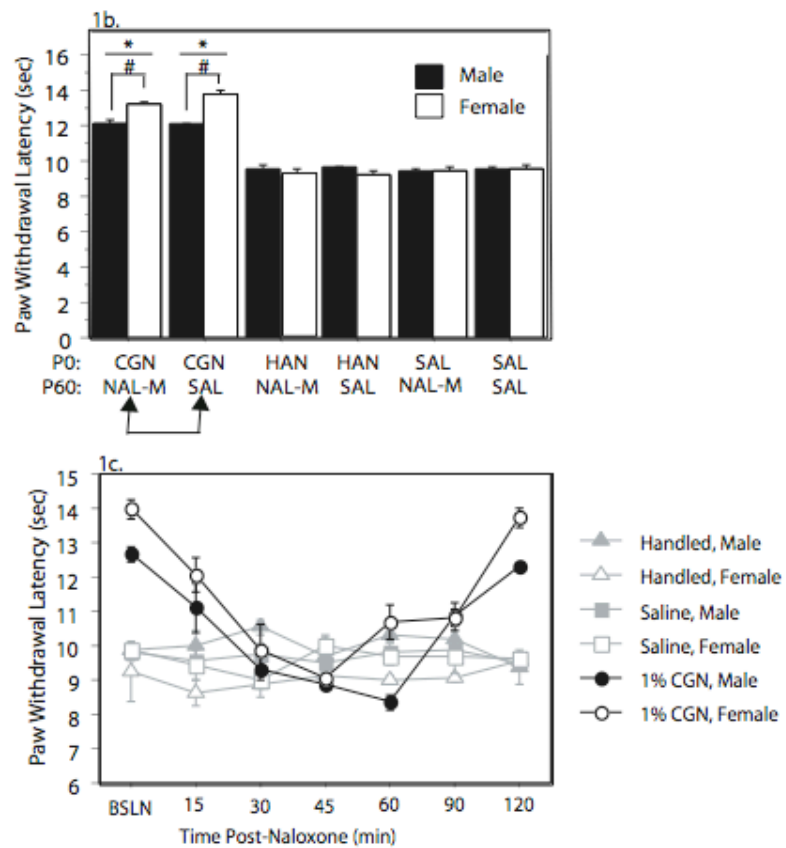 1b.
Paw Withdrawal Latency (sec)
16
14
12
10
8
6
4
2
0
* *
# #
Male
Female
P0: CGN CGN HAN HAN SAL SAL
P60: NAL-M SAL NAL-M SAL NAL-M SAL
1c.
Paw Withdrawal Latency (sec)
15
14
13
12
11
10
9
8
7
6
BSLN 15 30 45 60 90 120
Time Post-Naloxone (min)
Handled, Male
Handled, Female
Saline, Male
Saline, Female
1% CGN, Male
1% CGN, Female